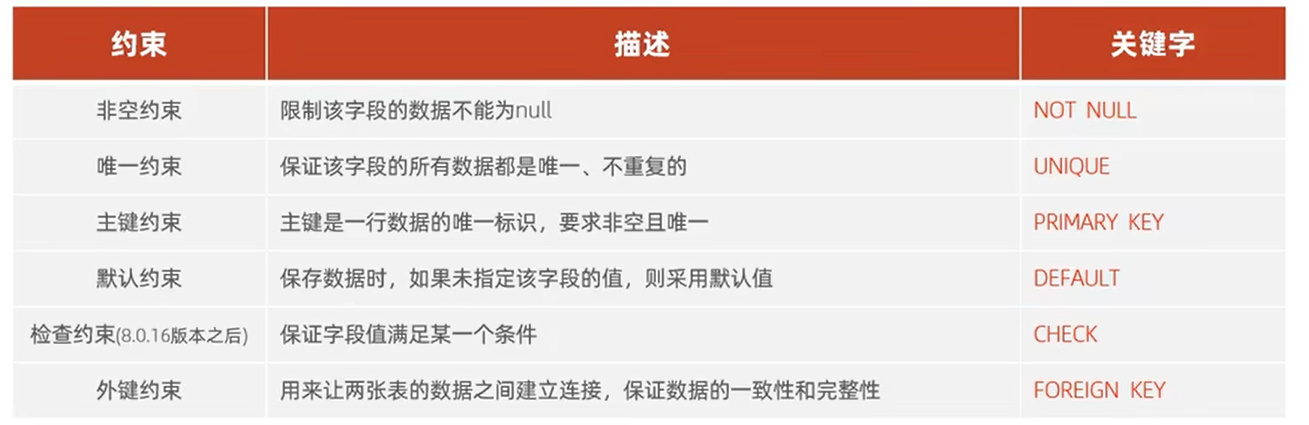 约束 描述 关键字
非空约束 限制该字段的数据不能为null NOT NULL
唯一约束 保证该字段的所有数据都是唯一、不重复的 UNIQUE
主键约束 主键是一行数据的唯一标识，要求非空且唯一 PRIMARY KEY
默认约束 保存数据时，如果未指定该字段的值，则采用默认值 DEFAULT
检查约束(8.0.16版本之后) 保证字段值满足某一个条件 CHECK
外键约束 用来让两张表的数据之间建立连接，保证数据的一致性和完整性 FOREIGN KEY